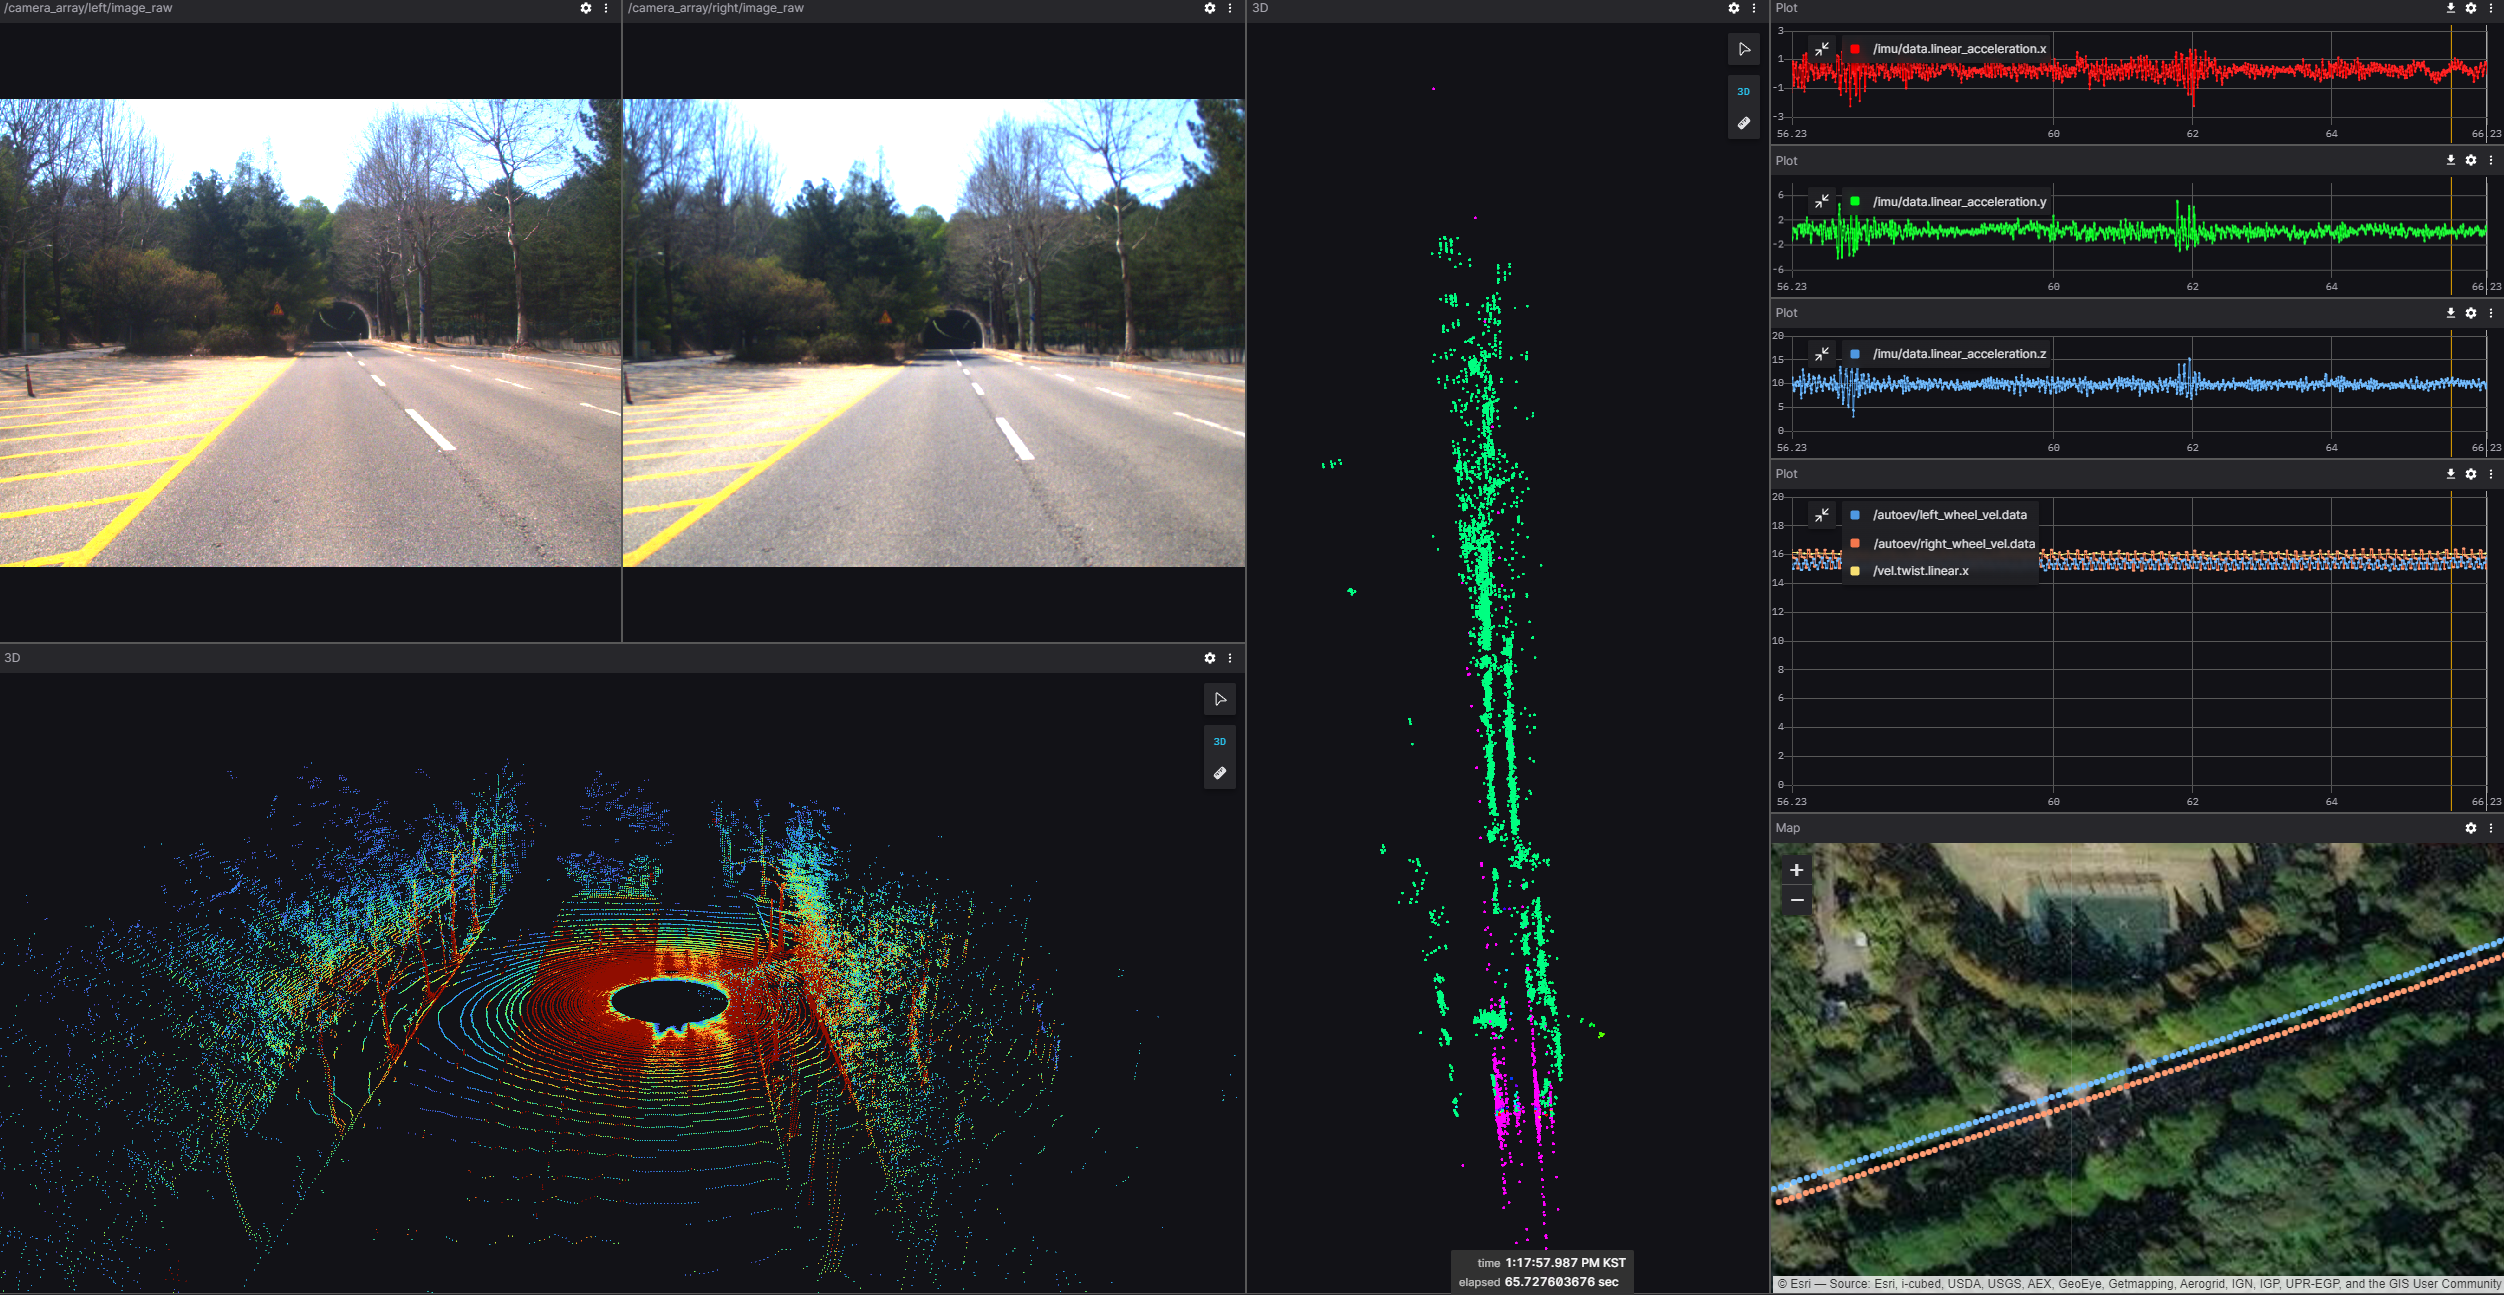 /camera_array/left/image_raw
/camera_array/right/image_raw
3D
3D
time 1:17:57.987 PM KST
elapsed 65.727603676 sec
3D
3D
Plot
/imu/data.linear_acceleration.x
3
1
-1
-3
56.23
60
62
64
66.23
Plot
/imu/data.linear_acceleration.y
6
2
-2
-6
56.23
60
62
64
66.23
Plot
/imu/data.linear_acceleration.z
20
15
10
5
0
56.23
60
62
64
66.23
Plot
/autoev/left_wheel_vel.data
/autoev/right_wheel_vel.data
/vel.twist.linear.x
20
18
16
14
12
10
8
6
4
2
0
56.23
60
62
64
66.23
Map
+
−
© Esri — Source: Esri, i-cubed, USDA, USGS, AEX, GeoEye, Getmapping, Aerogrid, IGN, IGP, UPR-EGP, and the GIS User Community